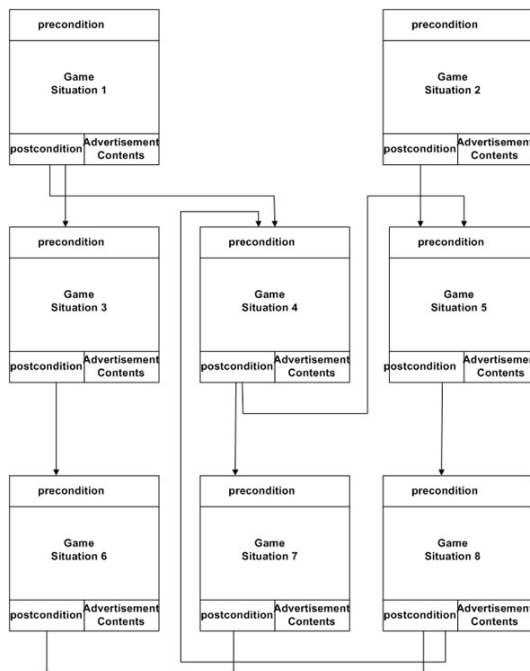 precondition
Game
Situation 1
postcondition
Advertisement
Contents
precondition
Game
Situation 2
postcondition
Advertisement
Contents
precondition
Game
Situation 3
postcondition
Advertisement
Contents
precondition
Game
Situation 4
postcondition
Advertisement
Contents
precondition
Game
Situation 5
postcondition
Advertisement
Contents
precondition
Game
Situation 6
postcondition
Advertisement
Contents
precondition
Game
Situation 7
postcondition
Advertisement
Contents
precondition
Game
Situation 8
postcondition
Advertisement
Contents